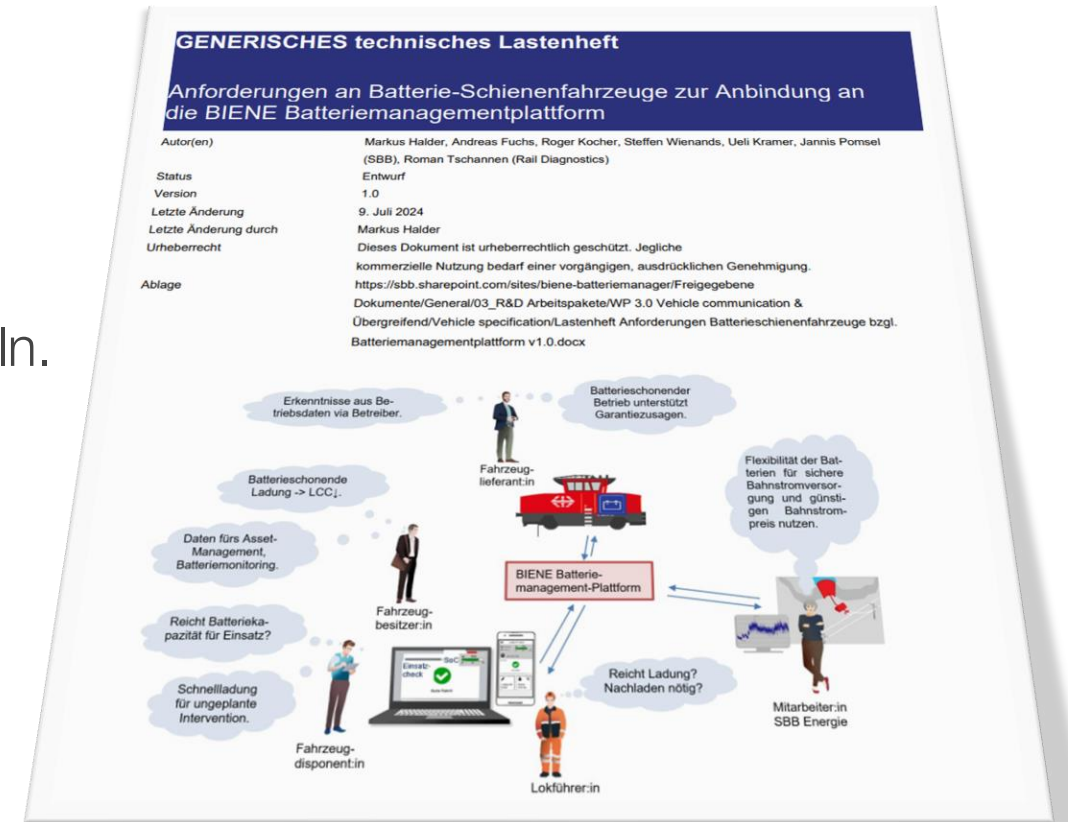 GENERISCHES technisches Lastenheft
Anforderungen an Batterie-Schienenfahrzeuge zur Anbindung an
die BIENE Batteriemanagementplattform
Autor(en) Markus Halder, Andreas Fuchs, Roger Kocher, Steffen Wienands, Ueli Kramer, Jannis Pomsel
(SBB), Roman Tschannen (Rail Diagnostics)
Status Entwurf
Version 1.0
Letzte Änderung 9. Juli 2024
Letzte Änderung durch Markus Halder
Urheberrecht Dieses Dokument ist urheberrechtlich geschützt. Jegliche
kommerzielle Nutzung bedarf einer vorgängigen, ausdrücklichen Genehmigung.
Ablage https://sbb.sharepoint.com/sites/biene-batteriemanager/Freigegebene
Dokumente/General/03_R&D Arbeitspakete/WP 3.0 Vehicle communication &
Übergreifend/Vehicle specification/Lastenheft Anforderungen Batterieschienenfahrzeuge bzgl.
Batteriemanagementplattform v1.0.docx
ln.
Erkenntnisse aus Be-
triebsdaten via Betreiber.
Batterieschonender
Betrieb unterstützt
Garantiezusagen.
Fahrzeug-
lieferant:in
Batterieschonende
Ladung -> LCC↓.
Flexibilität der Bat-
terien für sichere
Bahnstromversor-
gung und günsti-
gen Bahnstrom-
preis nutzen.
Daten fürs Asset-
Management,
Batteriemonitoring.
Fahrzeug-
besitzer:in
BIENE Batterie-
management-Plattform
Reicht Batterieka-
pazität für Einsatz?
Einsatz-
check
SoC
Reicht Ladung?
Nachladen nötig?
Schnellladung
für ungeplante
Intervention.
Mitarbeiter:in
SBB Energie
Fahrzeug-
disponent:in
Lokführer:in